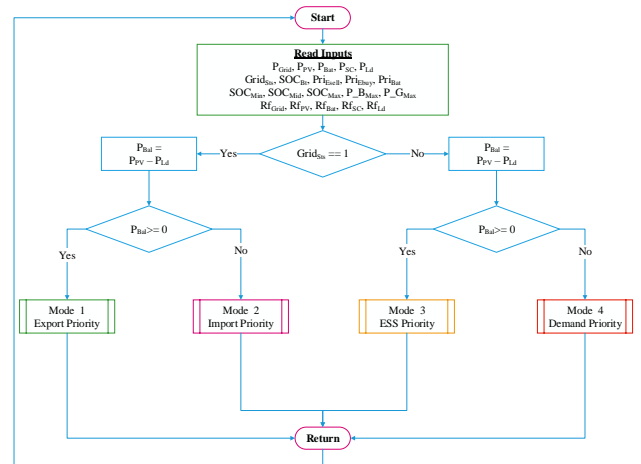 Start
Read Inputs
P_Grid, P_PV, P_Bat, P_SC, P_Ld
Grid_Sts, SOC_Bt, Pri_Esell, Pri_Ebuy, Pri_Bat
SOC_Min, SOC_Mid, SOC_Max, P_B_Max, P_G_Max
Rf_Grid, Rf_PV, Rf_Bat, Rf_SC, Rf_Ld
P_Bal =
P_PV – P_Ld
Yes
Grid_Sts == 1
No
P_Bal =
P_PV – P_Ld
P_Bal>= 0
P_Bal>= 0
Yes
No
Yes
No
Mode 1
Export Priority
Mode 2
Import Priority
Mode 3
ESS Priority
Mode 4
Demand Priority
Return